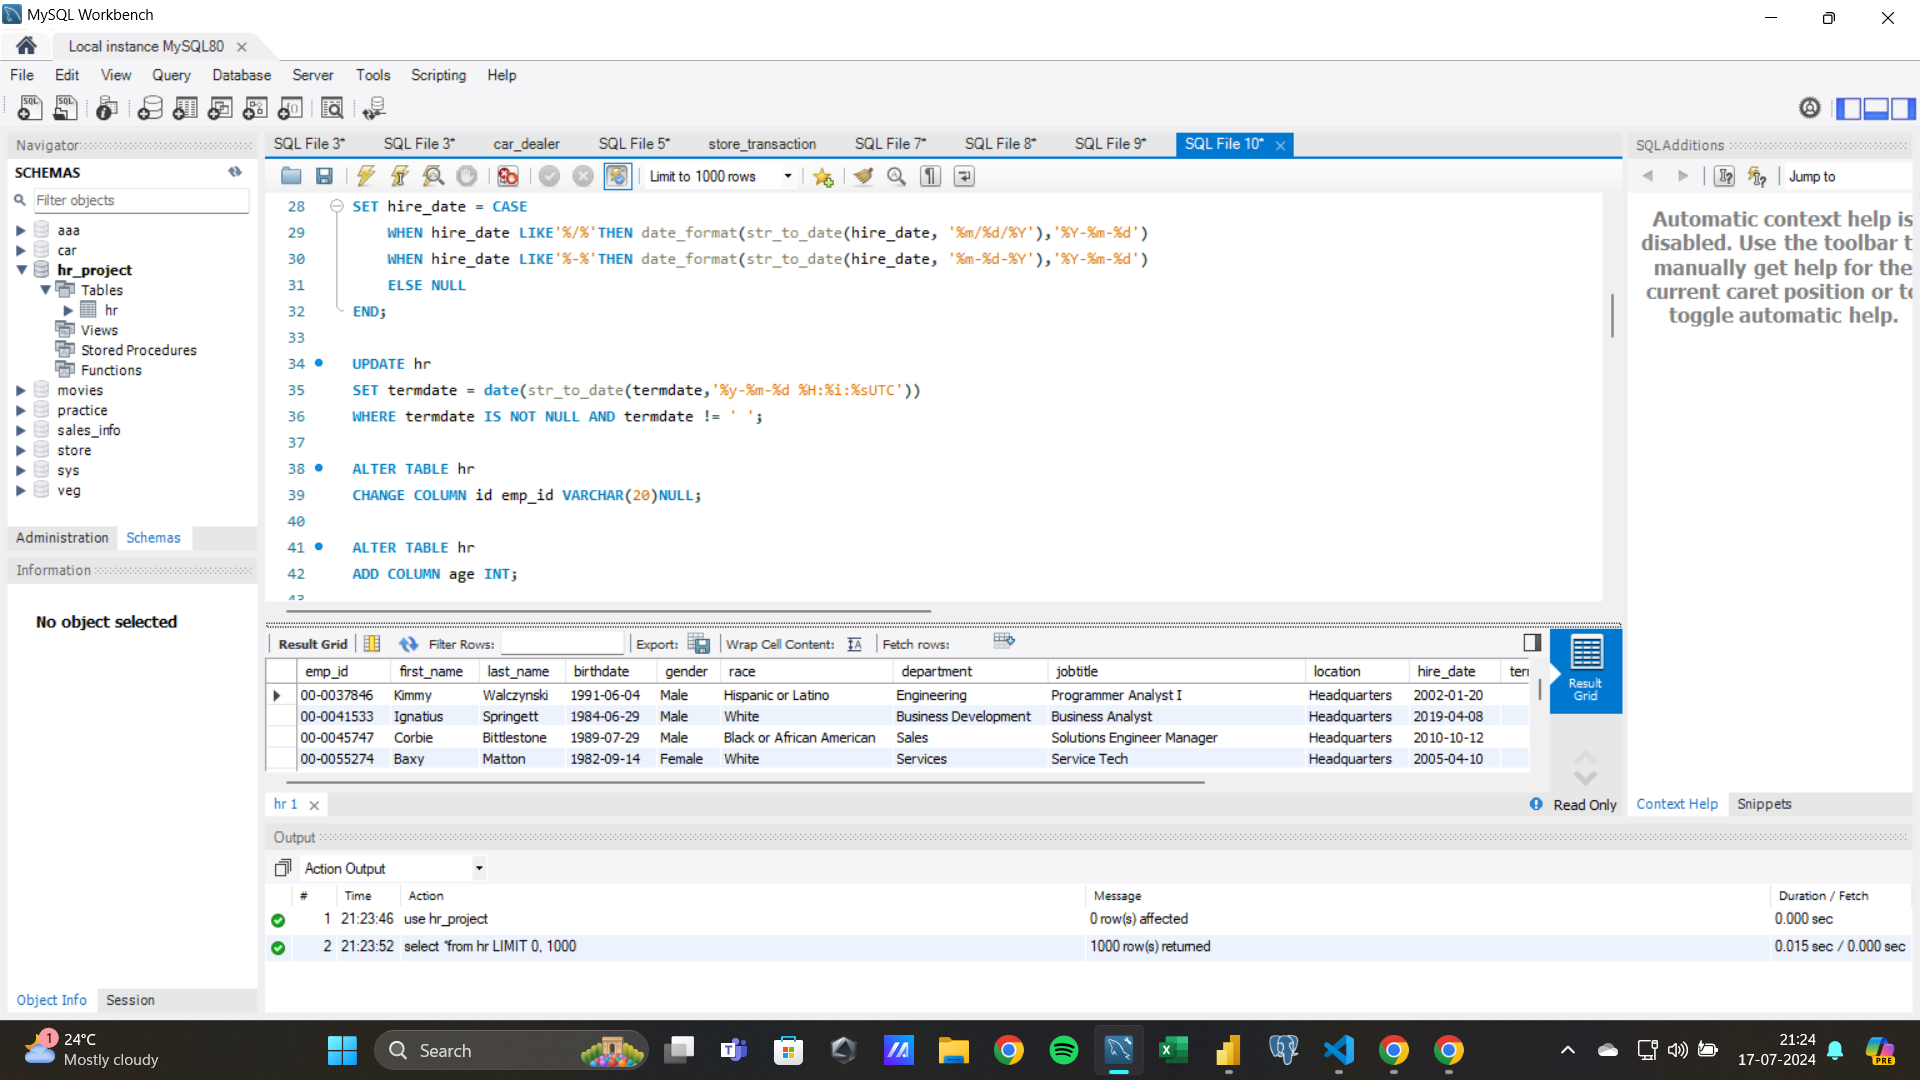 MySQL Workbench
Local instance MySQL80
File Edit View Query Database Server Tools Scripting Help
Navigator
SCHEMAS
Filter objects
aaa
car
hr_project
Tables
hr
Views
Stored Procedures
Functions
movies
practice
sales_info
store
sys
veg
Administration Schemas
Information
No object selected
Object Info Session
SQL File 3* SQL File 3* car_dealer SQL File 5* store_transaction SQL File 7* SQL File 8* SQL File 9* SQL File 10*
Limit to 1000 rows
28 SET hire_date = CASE
29 WHEN hire_date LIKE'%/%'THEN date_format(str_to_date(hire_date, '%m/%d/%Y'),'%Y-%m-%d')
30 WHEN hire_date LIKE'%-%'THEN date_format(str_to_date(hire_date, '%m-%d-%Y'),'%Y-%m-%d')
31 ELSE NULL
32 END;
33
34 UPDATE hr
35 SET termdate = date(str_to_date(termdate,'%y-%m-%d %H:%i:%sUTC'))
36 WHERE termdate IS NOT NULL AND termdate != ' ';
37
38 ALTER TABLE hr
39 CHANGE COLUMN id emp_id VARCHAR(20)NULL;
40
41 ALTER TABLE hr
42 ADD COLUMN age INT;
43
Result Grid Filter Rows: Export: Wrap Cell Content: Fetch rows:
emp_id first_name last_name birthdate gender race department jobtitle location hire_date ter
00-0037846 Kimmy Walczynski 1991-06-04 Male Hispanic or Latino Engineering Programmer Analyst I Headquarters 2002-01-20
00-0041533 Ignatius Springett 1984-06-29 Male White Business Development Business Analyst Headquarters 2019-04-08
00-0045747 Corbie Bittlestone 1989-07-29 Male Black or African American Sales Solutions Engineer Manager Headquarters 2010-10-12
00-0055274 Baxy Matton 1982-09-14 Female White Services Service Tech Headquarters 2005-04-10
Result
Grid
hr 1
Read Only
SQLAdditions
Jump to
Automatic context help is
disabled. Use the toolbar t
manually get help for the
current caret position or to
toggle automatic help.
Context Help Snippets
Output
Action Output
# Time Action Message Duration / Fetch
1 21:23:46 use hr_project 0 row(s) affected 0.000 sec
2 21:23:52 select *from hr LIMIT 0, 1000 1000 row(s) returned 0.015 sec / 0.000 sec
1
24°C
Mostly cloudy
Search
21:24
17-07-2024
PRE